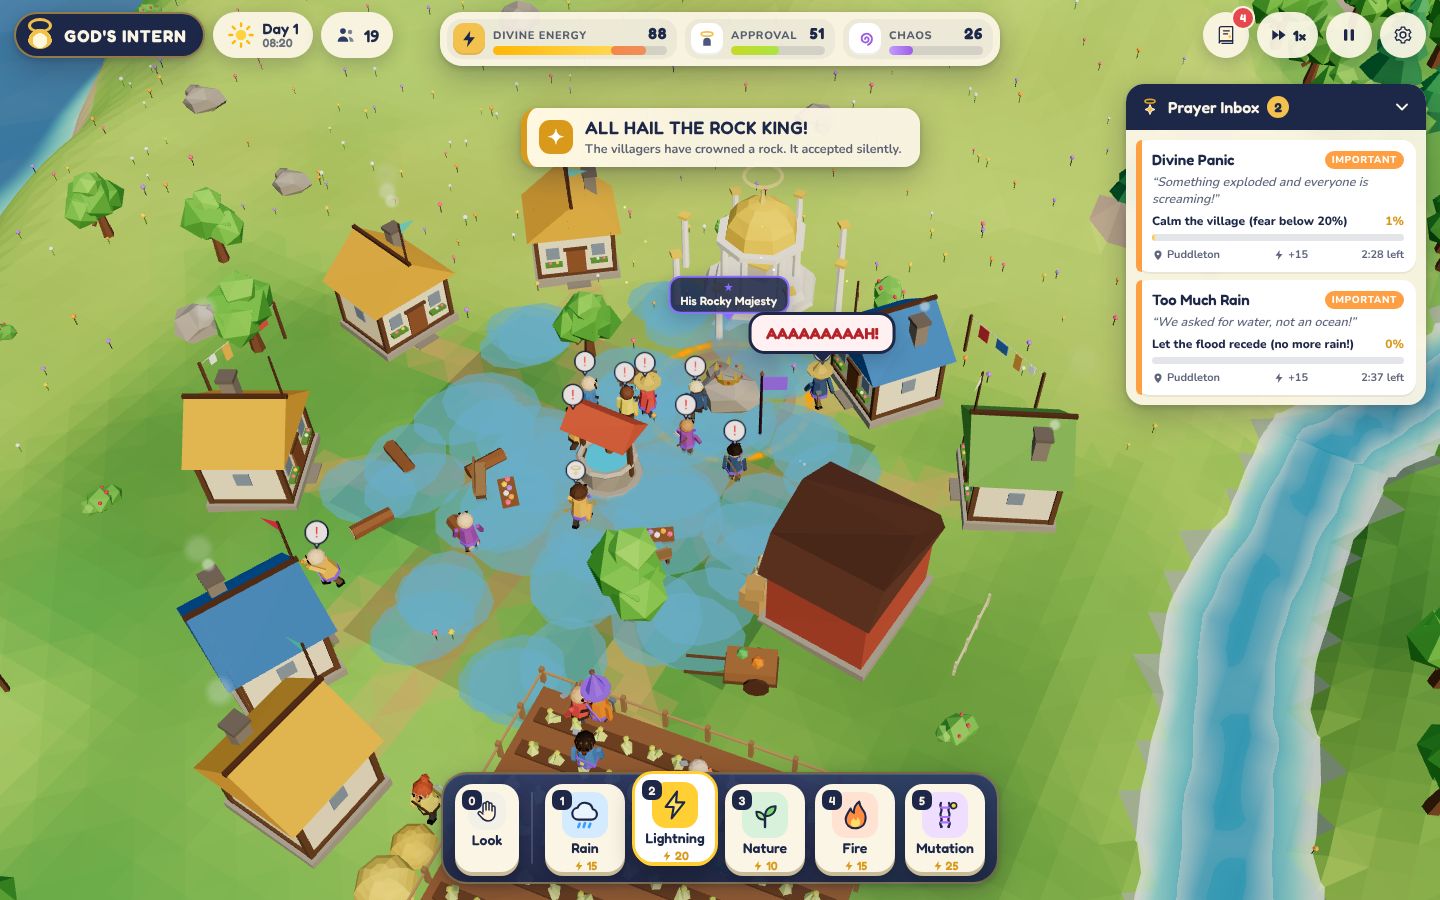 GOD'S INTERN
Day 1
08:20
19
DIVINE ENERGY 88
APPROVAL 51
CHAOS 26
4
1x
ALL HAIL THE ROCK KING!
The villagers have crowned a rock. It accepted silently.
Prayer Inbox 2
Divine Panic IMPORTANT
“Something exploded and everyone is
screaming!”
Calm the village (fear below 20%) 1%
Puddleton +15 2:28 left
Too Much Rain IMPORTANT
“We asked for water, not an ocean!”
Let the flood recede (no more rain!) 0%
Puddleton +15 2:37 left
His Rocky Majesty
AAAAAAAAAH!
!
!
!
!
!
!
!
!
0
Look
1
Rain
15
2
Lightning
20
3
Nature
10
4
Fire
15
5
Mutation
25